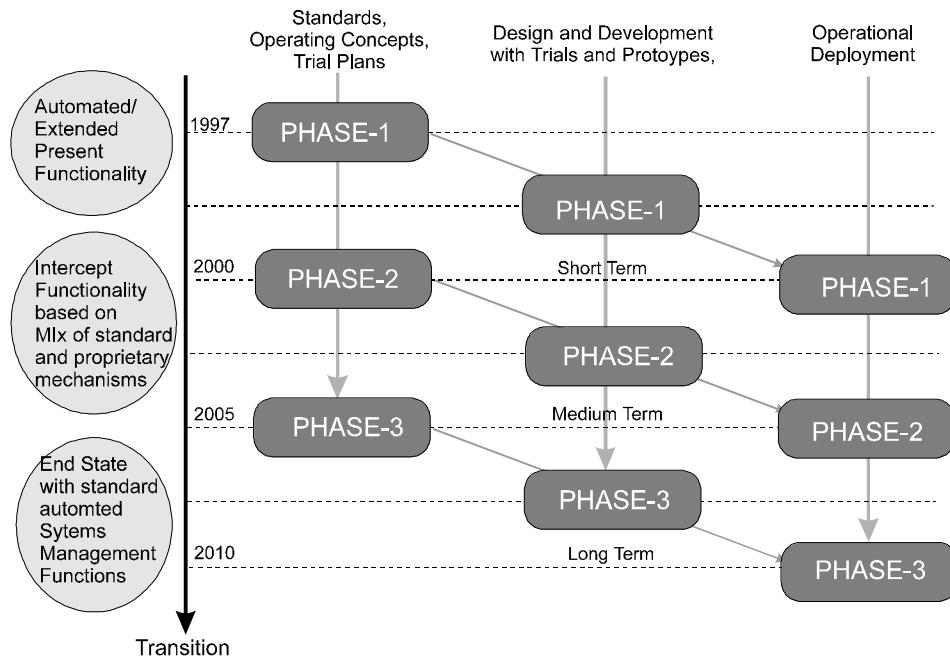 Standards,
Operating Concepts,
Trial Plans
Design and Development
with Trials and Protoypes,
Operational
Deployment
Automated/
Extended
Present
Functionality
1997
PHASE-1
PHASE-1
Intercept
Functionality
based on
MIx of standard
and proprietary
mechanisms
2000
PHASE-2
Short Term
PHASE-1
PHASE-2
2005
PHASE-3
Medium Term
PHASE-2
End State
with standard
automted
Sytems
Management
Functions
PHASE-3
2010
Long Term
PHASE-3
Transition